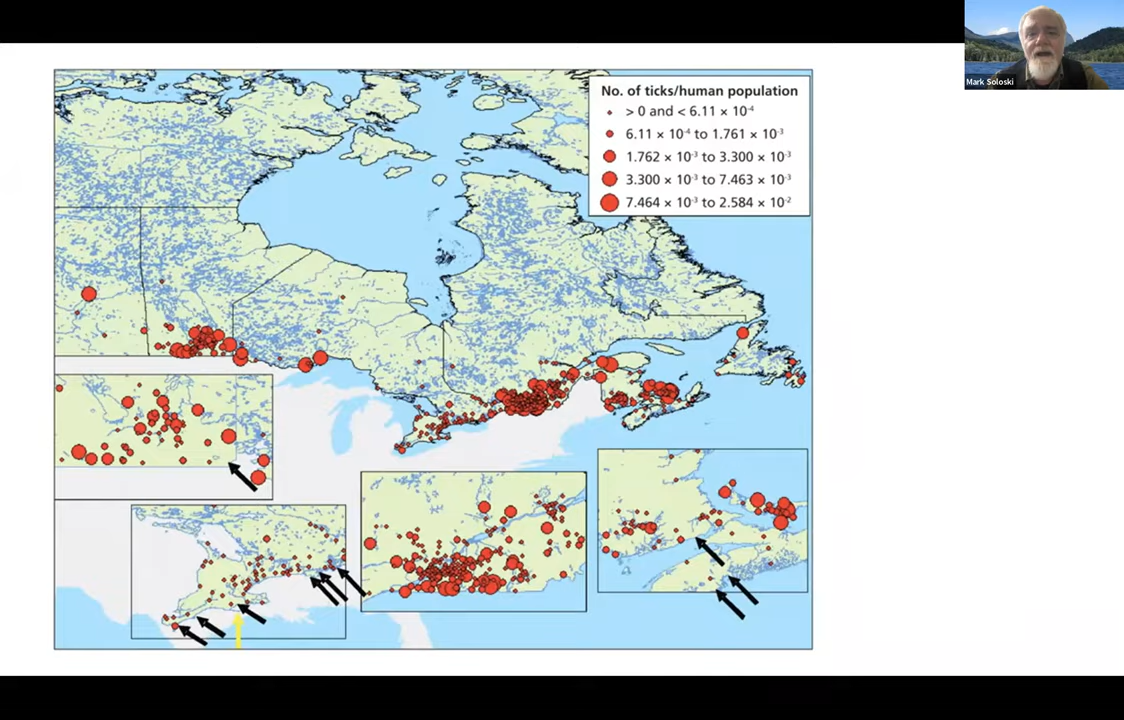 Mark Soloski
No. of ticks/human population
> 0 and < 6.11 × 10⁻⁴
6.11 × 10⁻⁴ to 1.761 × 10⁻³
1.762 × 10⁻³ to 3.300 × 10⁻³
3.300 × 10⁻³ to 7.463 × 10⁻³
7.464 × 10⁻³ to 2.584 × 10⁻²